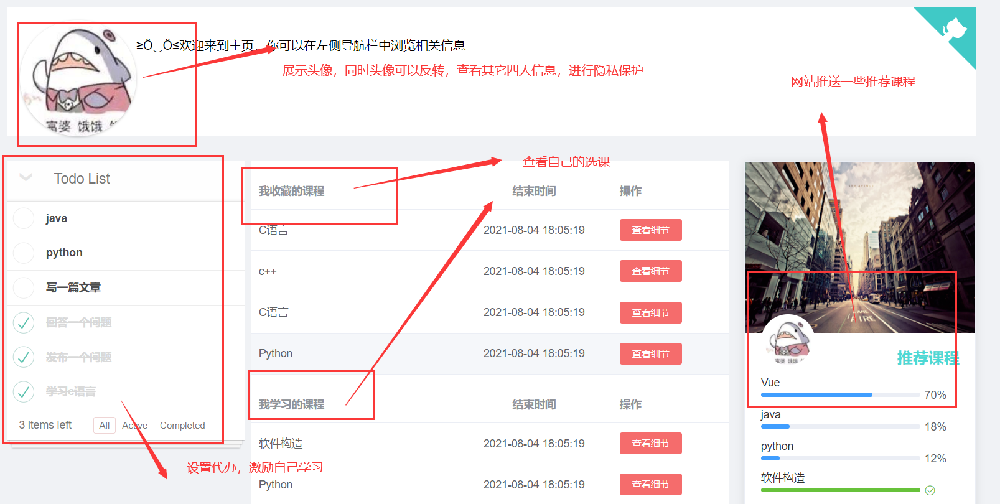 ≥Ö‿Ö≤欢迎来到主页，你可以在左侧导航栏中浏览相关信息
展示头像，同时头像可以反转，查看其它四人信息，进行隐私保护
网站推送一些推荐课程
富婆 饿饿
Todo List
java
python
写一篇文章
回答一个问题
发布一个问题
学习c语言
3 items left All Active Completed
设置代办，激励自己学习
查看自己的选课
我收藏的课程 结束时间 操作
C语言 2021-08-04 18:05:19 查看细节
c++ 2021-08-04 18:05:19 查看细节
C语言 2021-08-04 18:05:19 查看细节
Python 2021-08-04 18:05:19 查看细节
我学习的课程 结束时间 操作
软件构造 2021-08-04 18:05:19 查看细节
Python 2021-08-04 18:05:19 查看细节
FIRE
富婆 饿饿
推荐课程
Vue
70%
java
18%
python
12%
软件构造